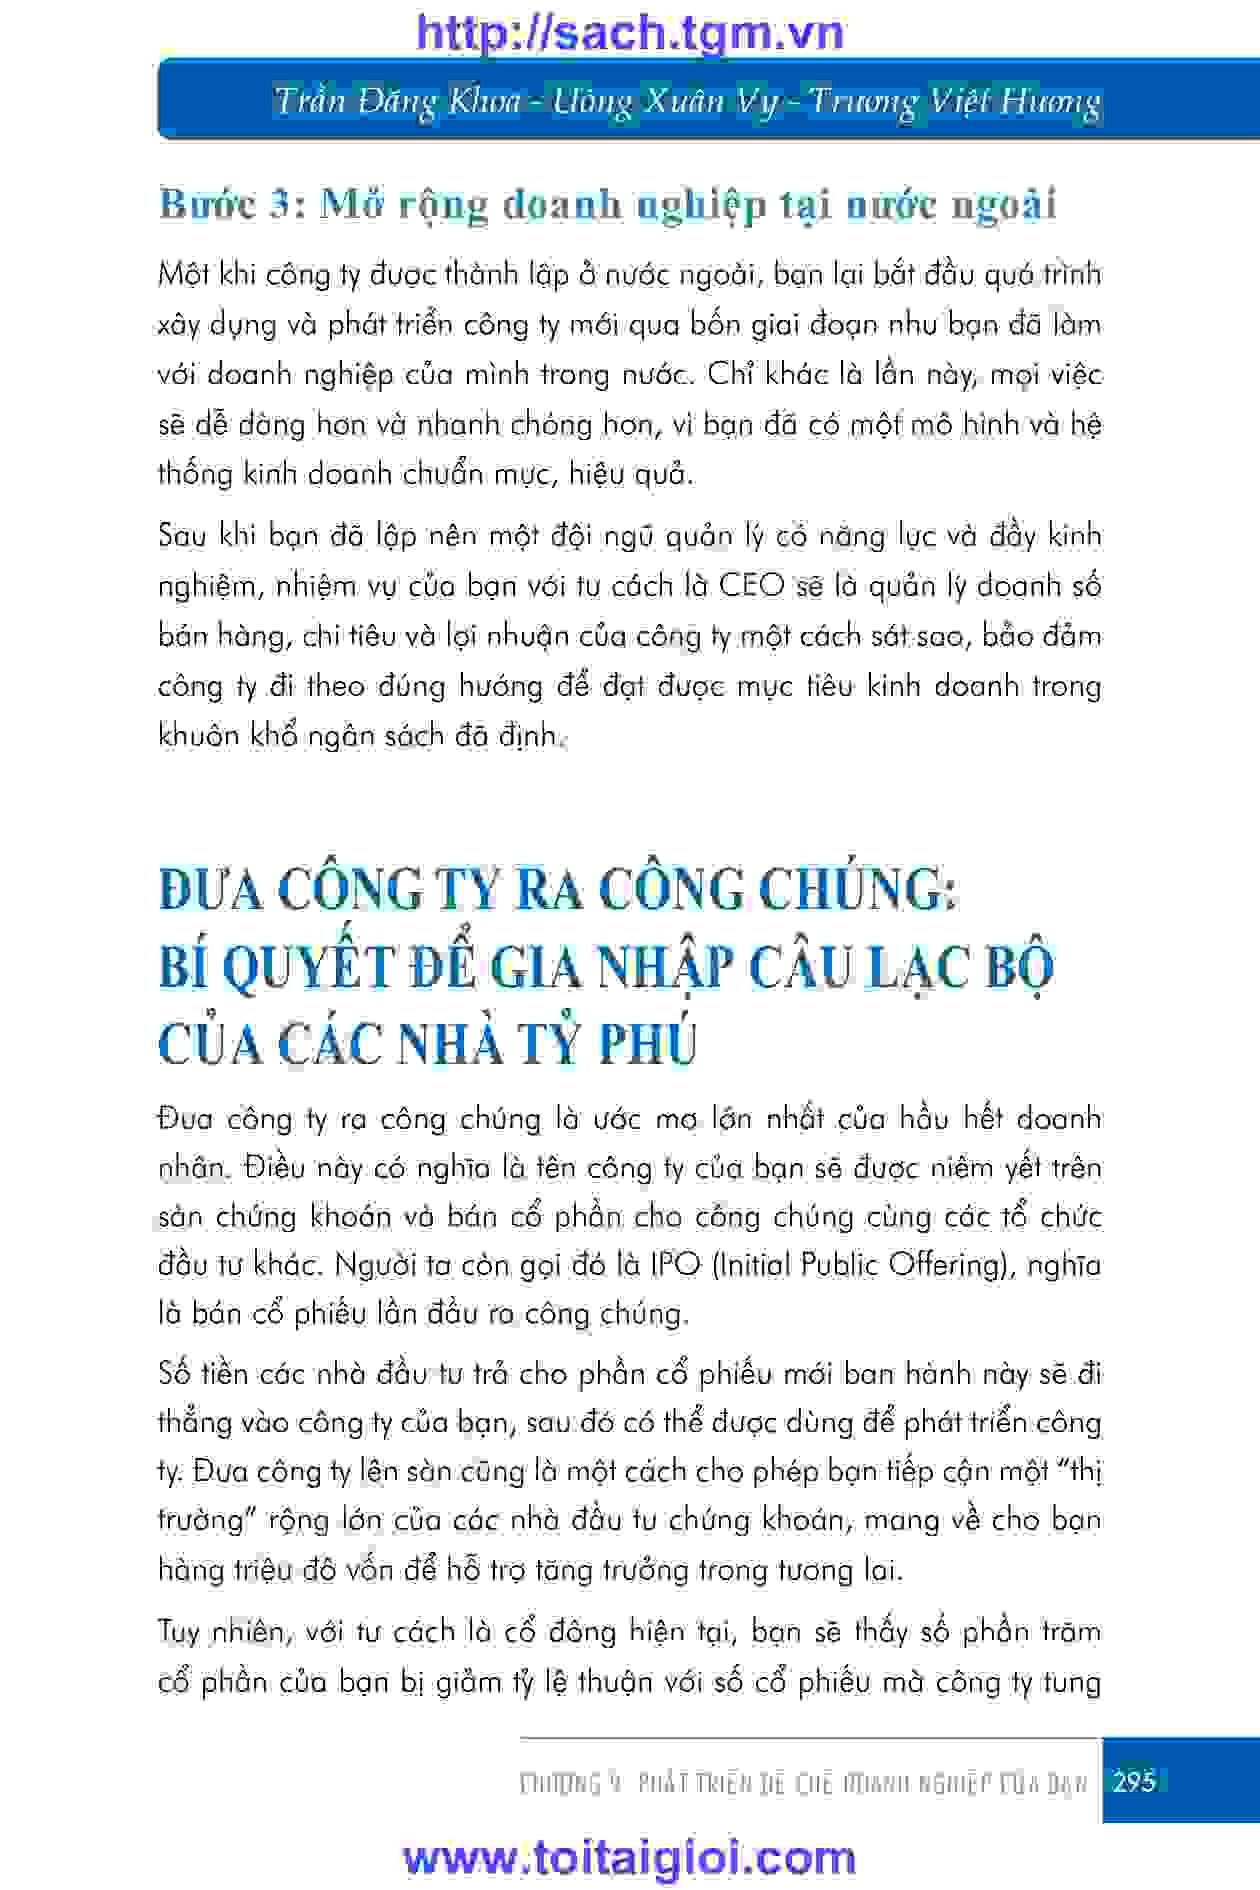 http://sach.tgm.vn
Trần Đăng Khoa - Uông Xuân Vy - Trương Việt Hương
Bước 3: Mở rộng doanh nghiệp tại nước ngoài
Một khi công ty được thành lập ở nước ngoài, bạn lại bắt đầu quá trình
xây dựng và phát triển công ty mới qua bốn giai đoạn như bạn đã làm
với doanh nghiệp của mình trong nước. Chỉ khác là lần này, mọi việc
sẽ dễ dàng hơn và nhanh chóng hơn, vì bạn đã có một mô hình và hệ
thống kinh doanh chuẩn mực, hiệu quả.
Sau khi bạn đã lập nên một đội ngũ quản lý có năng lực và đầy kinh
nghiệm, nhiệm vụ của bạn với tư cách là CEO sẽ là quản lý doanh số
bán hàng, chi tiêu và lợi nhuận của công ty một cách sát sao, bảo đảm
công ty đi theo đúng hướng để đạt được mục tiêu kinh doanh trong
khuôn khổ ngân sách đã định.
ĐƯA CÔNG TY RA CÔNG CHÚNG:
BÍ QUYẾT ĐỂ GIA NHẬP CÂU LẠC BỘ
CỦA CÁC NHÀ TỶ PHÚ
Đưa công ty ra công chúng là ước mơ lớn nhất của hầu hết doanh
nhân. Điều này có nghĩa là tên công ty của bạn sẽ được niêm yết trên
sàn chứng khoán và bán cổ phần cho công chúng cùng các tổ chức
đầu tư khác. Người ta còn gọi đó là IPO (Initial Public Offering), nghĩa
là bán cổ phiếu lần đầu ra công chúng.
Số tiền các nhà đầu tư trả cho phần cổ phiếu mới ban hành này sẽ đi
thẳng vào công ty của bạn, sau đó có thể được dùng để phát triển công
ty. Đưa công ty lên sàn cũng là một cách cho phép bạn tiếp cận một “thị
trường” rộng lớn của các nhà đầu tư chứng khoán, mang về cho bạn
hàng triệu đô vốn để hỗ trợ tăng trưởng trong tương lai.
Tuy nhiên, với tư cách là cổ đông hiện tại, bạn sẽ thấy số phần trăm
cổ phần của bạn bị giảm tỷ lệ thuận với số cổ phiếu mà công ty tung
CHƯƠNG 9: PHÁT TRIỂN ĐẾ CHẾ DOANH NGHIỆP CỦA BẠN 295
www.toitaigioi.com